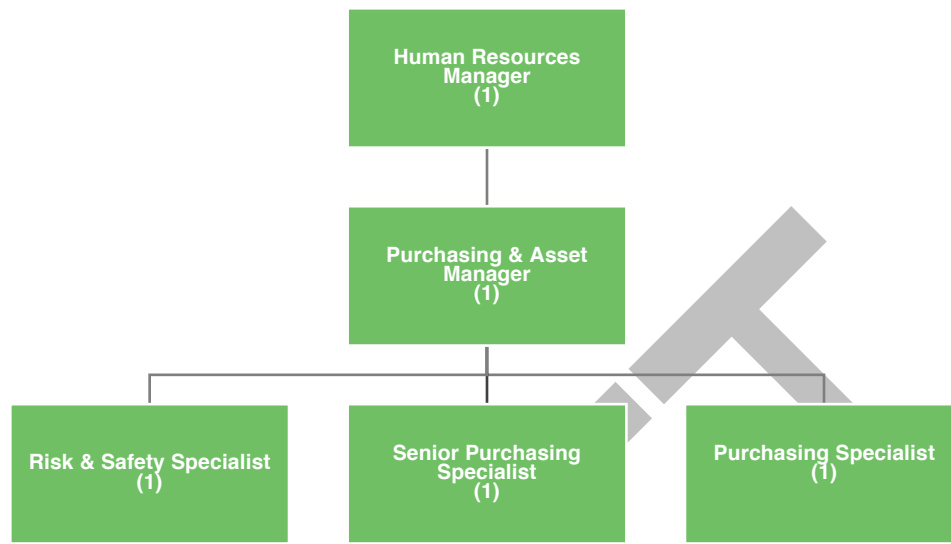 Human Resources
Manager
(1)
Purchasing & Asset
Manager
(1)
Risk & Safety Specialist
(1)
Senior Purchasing
Specialist
(1)
Purchasing Specialist
(1)